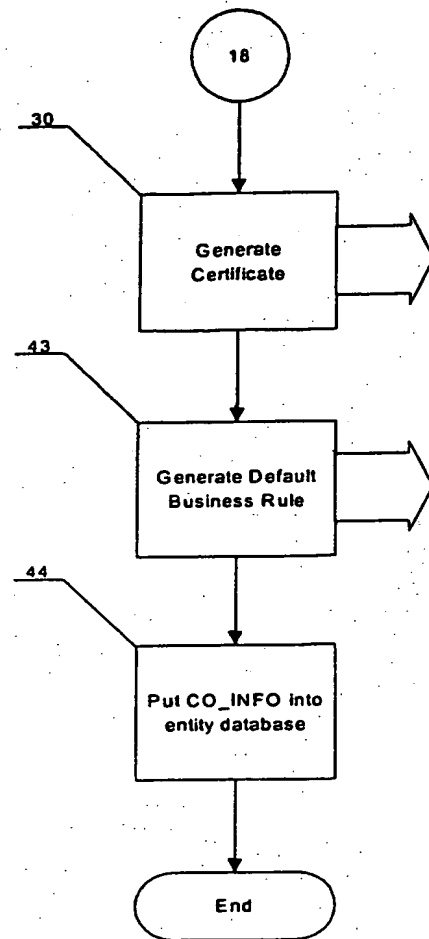 18
30
Generate
Certificate
43
Generate Default
Business Rule
44
Put CO_INFO into
entity database
End